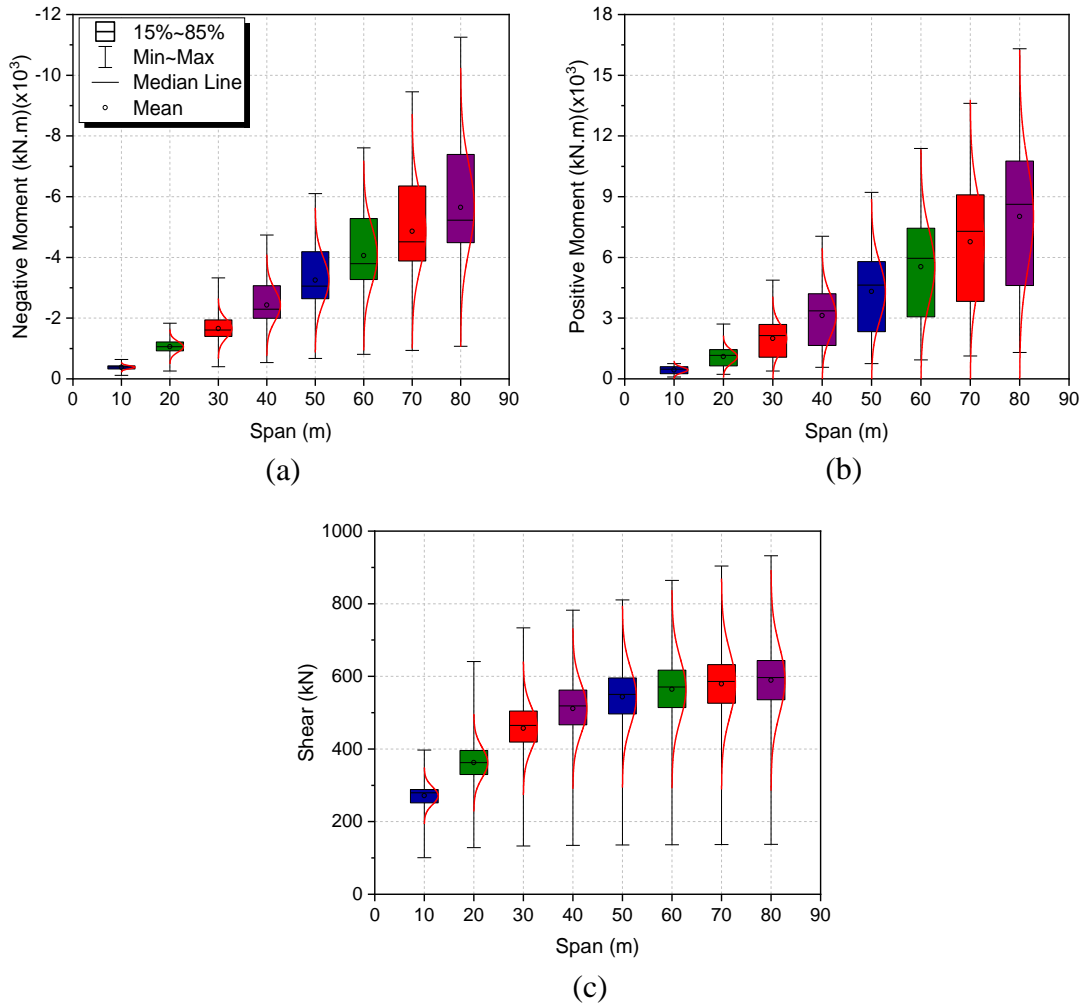 -12
-10
-8
-6
-4
-2
0
Negative Moment (kN.m)(x10³)
15%~85%
Min~Max
Median Line
Mean
0 10 20 30 40 50 60 70 80 90
Span (m)
(a)
18
15
12
9
6
3
0
Positive Moment (kN.m)(x10³)
0 10 20 30 40 50 60 70 80 90
Span (m)
(b)
1000
800
600
400
200
0
Shear (kN)
0 10 20 30 40 50 60 70 80 90
Span (m)
(c)